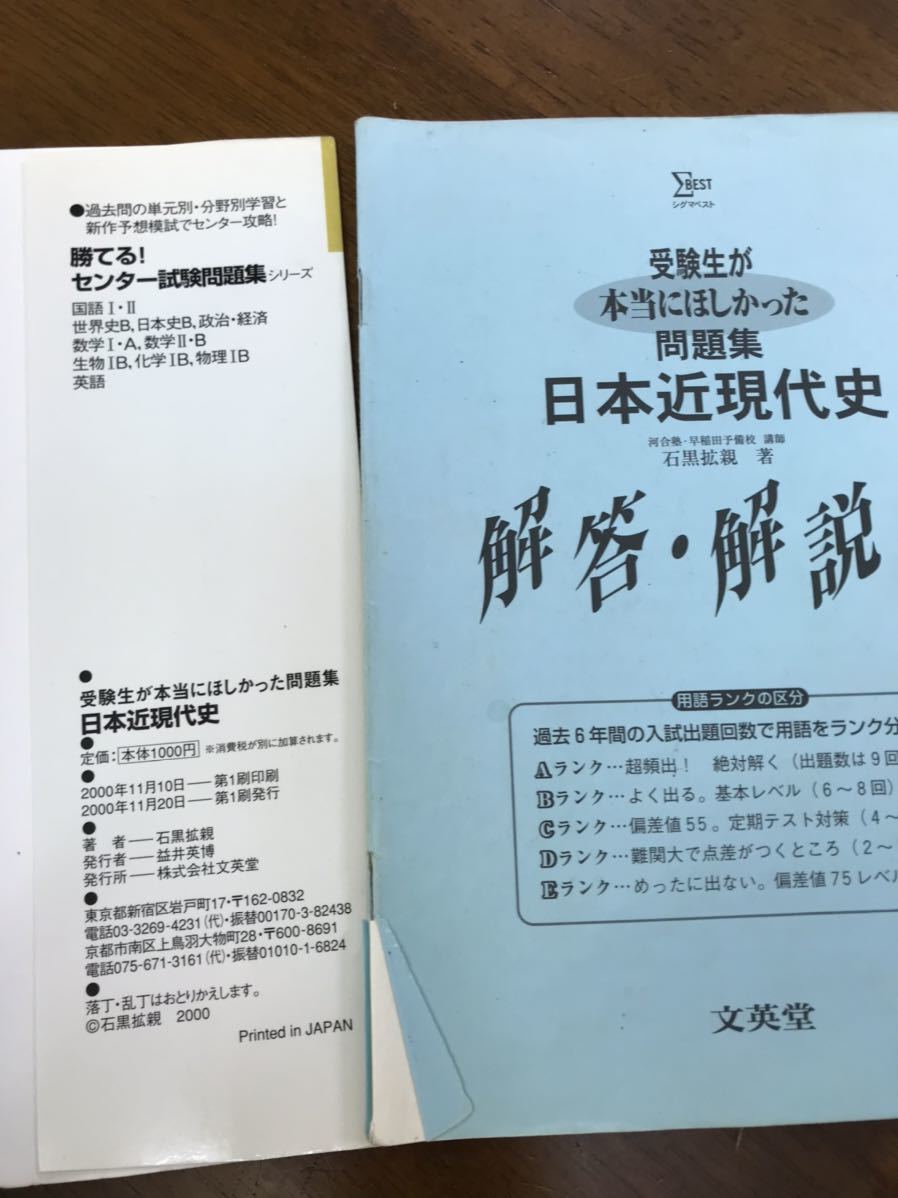 ●過去問の単元別・分野別学習と
新作予想模試でセンター攻略!
勝てる!
センター試験問題集シリーズ
国語Ⅰ・Ⅱ
世界史B,日本史B,政治・経済
数学Ⅰ・A,数学Ⅱ・B
生物ⅠB,化学ⅠB,物理ⅠB
英語
●
受験生が本当にほしかった問題集
日本近現代史
●
定価:本体1000円 ※消費税が別に加算されます。
●
2000年11月10日——第1刷印刷
2000年11月20日——第1刷発行
●
著 者——石黒拡親
発行者——益井英博
発行所——株式会社文英堂
●
東京都新宿区岩戸町17・〒162-0832
電話03-3269-4231(代)・振替00170-3-82438
京都市南区上鳥羽大物町28・〒600-8691
電話075-671-3161(代)・振替01010-1-6824
●
落丁・乱丁はおとりかえします。
©石黒拡親 2000
Printed in JAPAN
ΣBEST
シグマベスト
受験生が
本当にほしかった
問題集
日本近現代史
河合塾・早稲田予備校 講師
石黒拡親 著
解答・解説
用語ランクの区分
過去6年間の入試出題回数で用語をランク分
Aランク…超頻出! 絶対解く(出題数は9回
Bランク…よく出る。基本レベル(6〜8回)
Cランク…偏差値55。定期テスト対策(4〜
Dランク…難関大で点差がつくところ(2〜
Eランク…めったに出ない。偏差値75レベル
文英堂